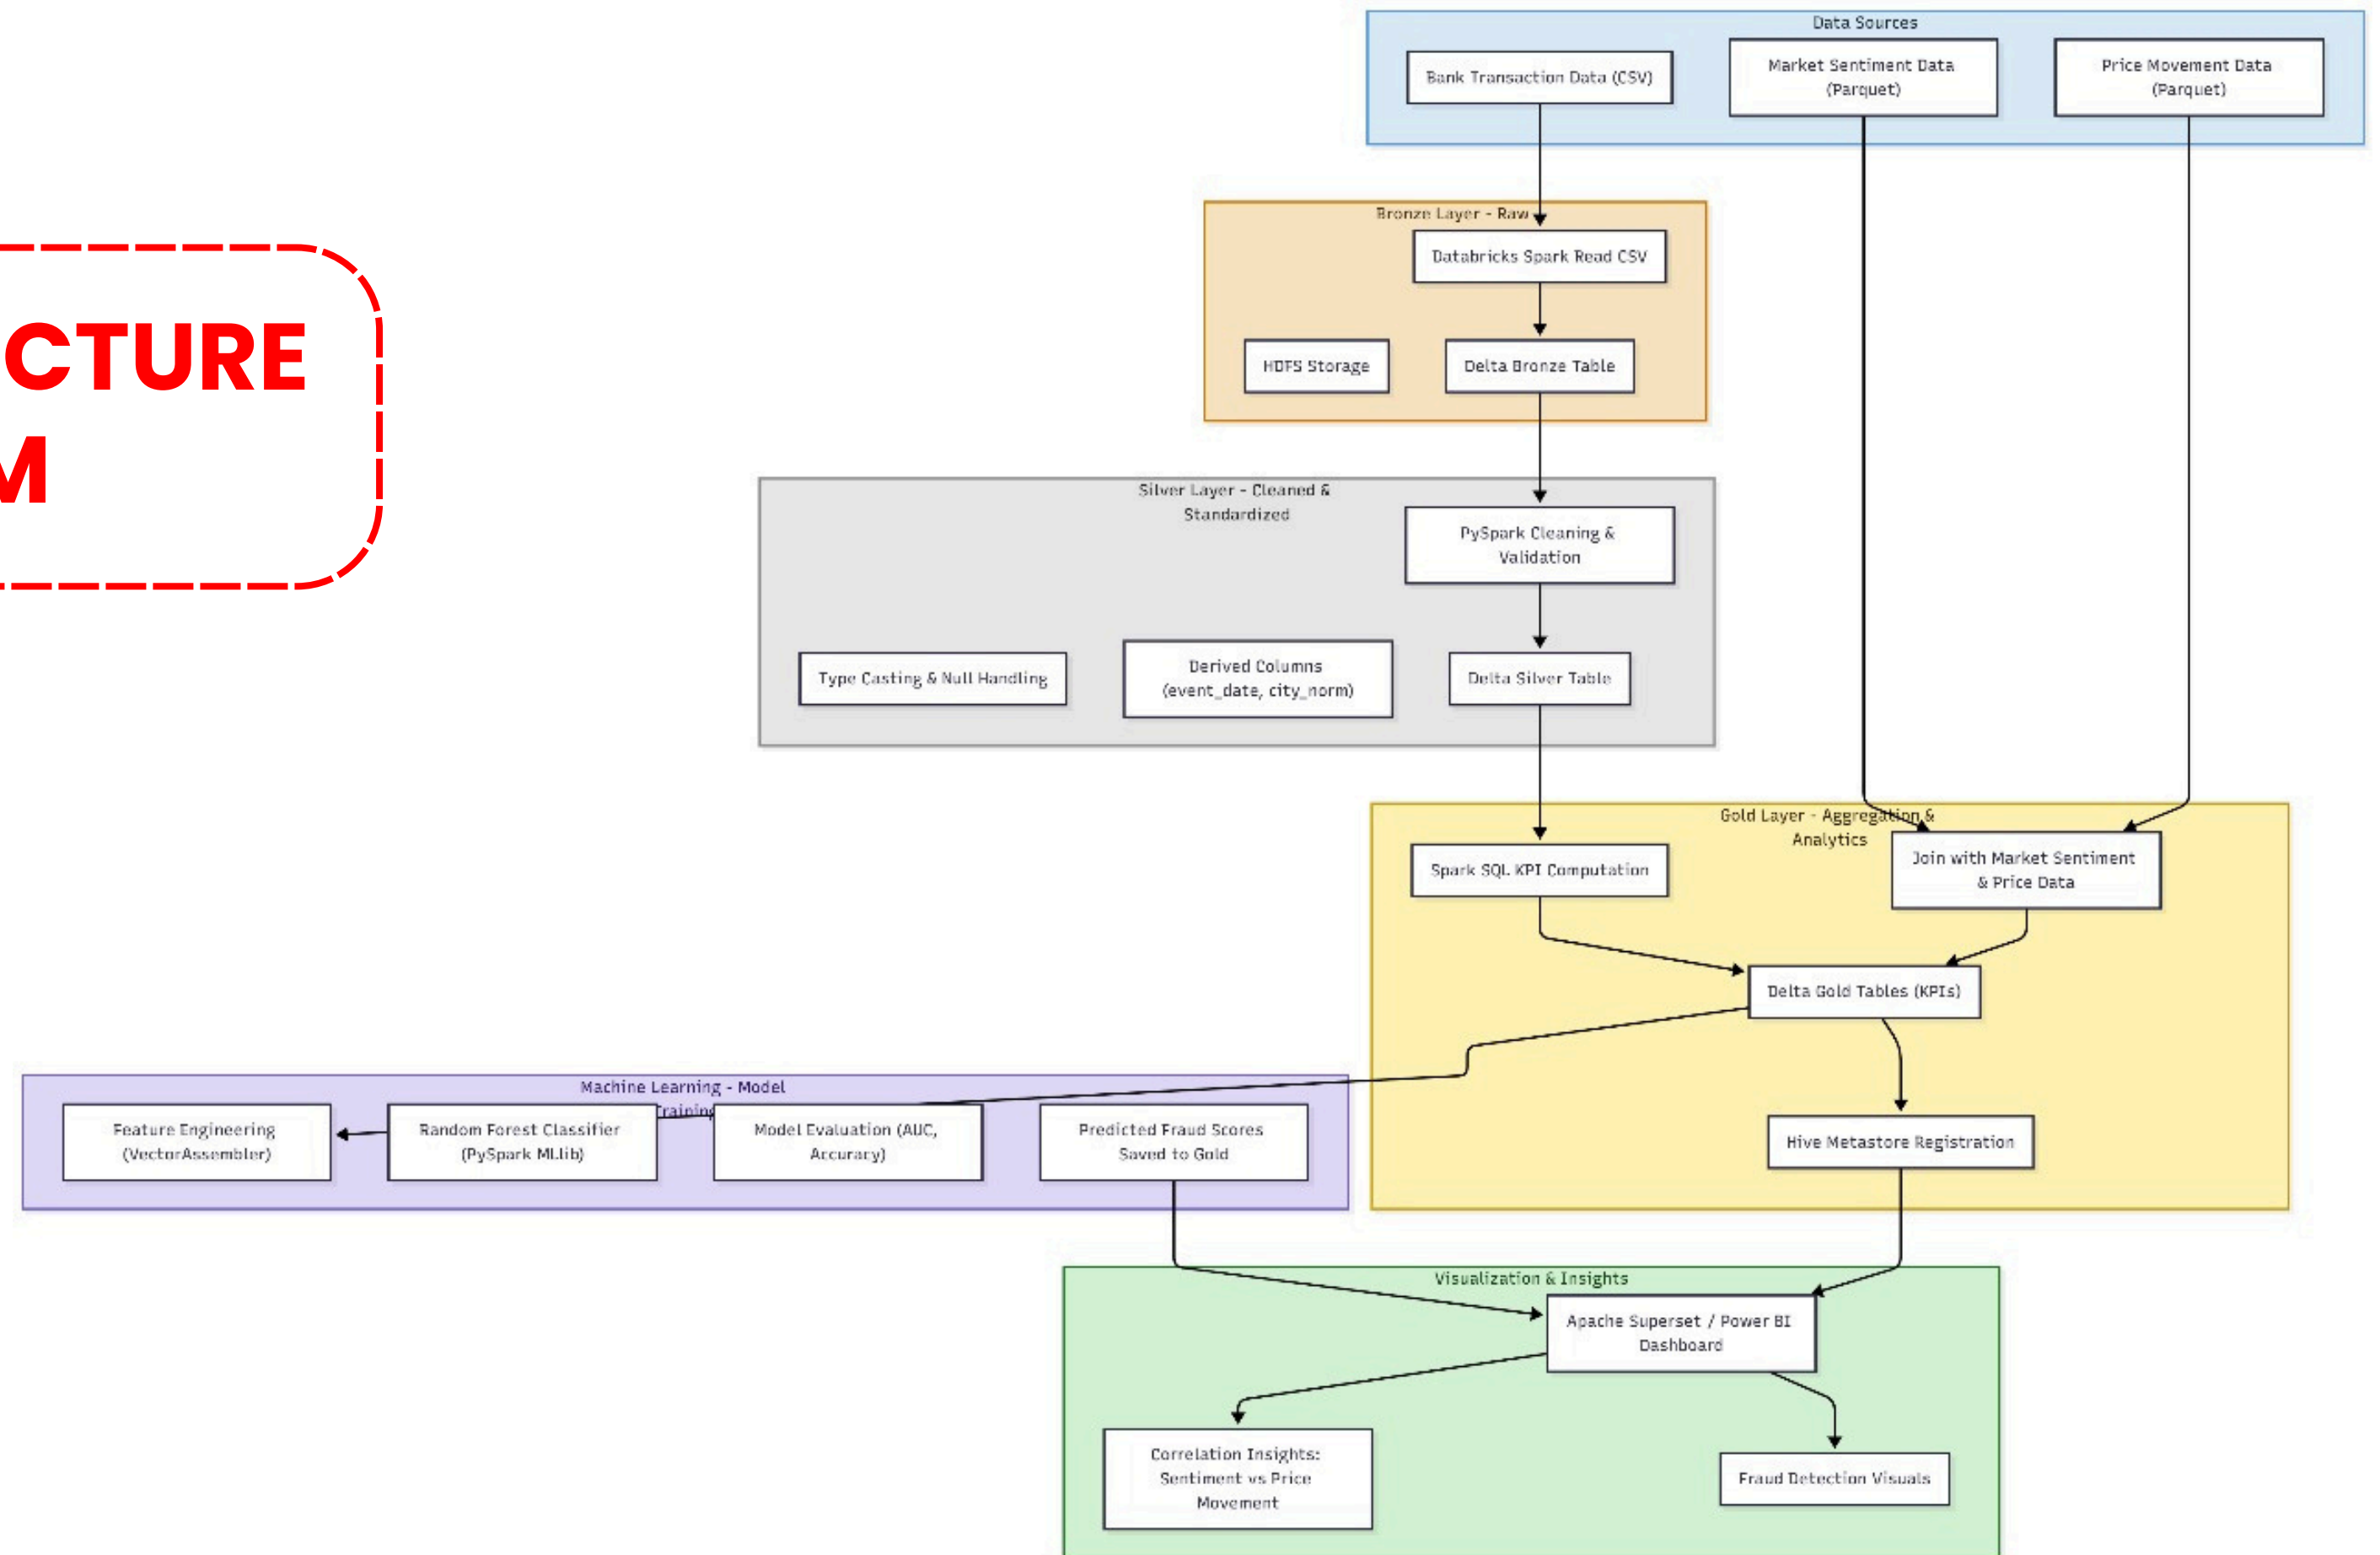 CTURE
M
Data Sources
Bank Transaction Data (CSV)
Market Sentiment Data
(Parquet)
Price Movement Data
(Parquet)
Bronze Layer - Raw
Databricks Spark Read CSV
HDFS Storage
Delta Bronze Table
Silver Layer - Cleaned &
Standardized
PySpark Cleaning &
Validation
Type Casting & Null Handling
Derived Columns
(event_date, city_norm)
Delta Silver Table
Gold Layer - Aggregation &
Analytics
Spark SQL KPI Computation
Join with Market Sentiment
& Price Data
Delta Gold Tables (KPIs)
Hive Metastore Registration
Machine Learning - Model
Training
Feature Engineering
(VectorAssembler)
Random Forest Classifier
(PySpark MLlib)
Model Evaluation (AUC,
Accuracy)
Predicted Fraud Scores
Saved to Gold
Visualization & Insights
Apache Superset / Power BI
Dashboard
Correlation Insights:
Sentiment vs Price
Movement
Fraud Detection Visuals